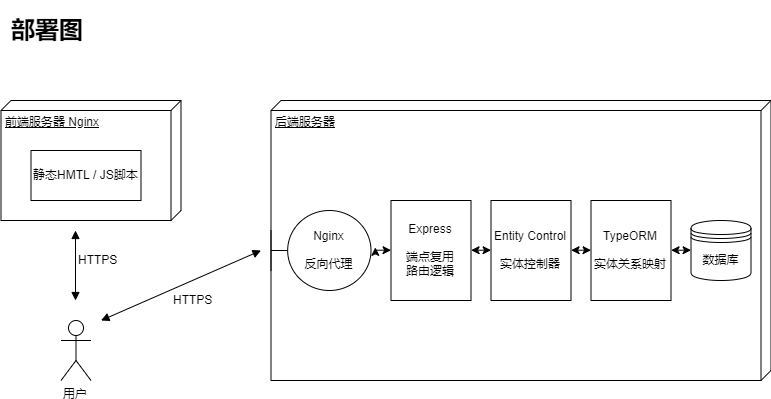 部署图
前端服务器 Nginx
静态HMTL / JS脚本
HTTPS
用户
HTTPS
后端服务器
Nginx
反向代理
Express
端点复用
路由逻辑
Entity Control
实体控制器
TypeORM
实体关系映射
数据库